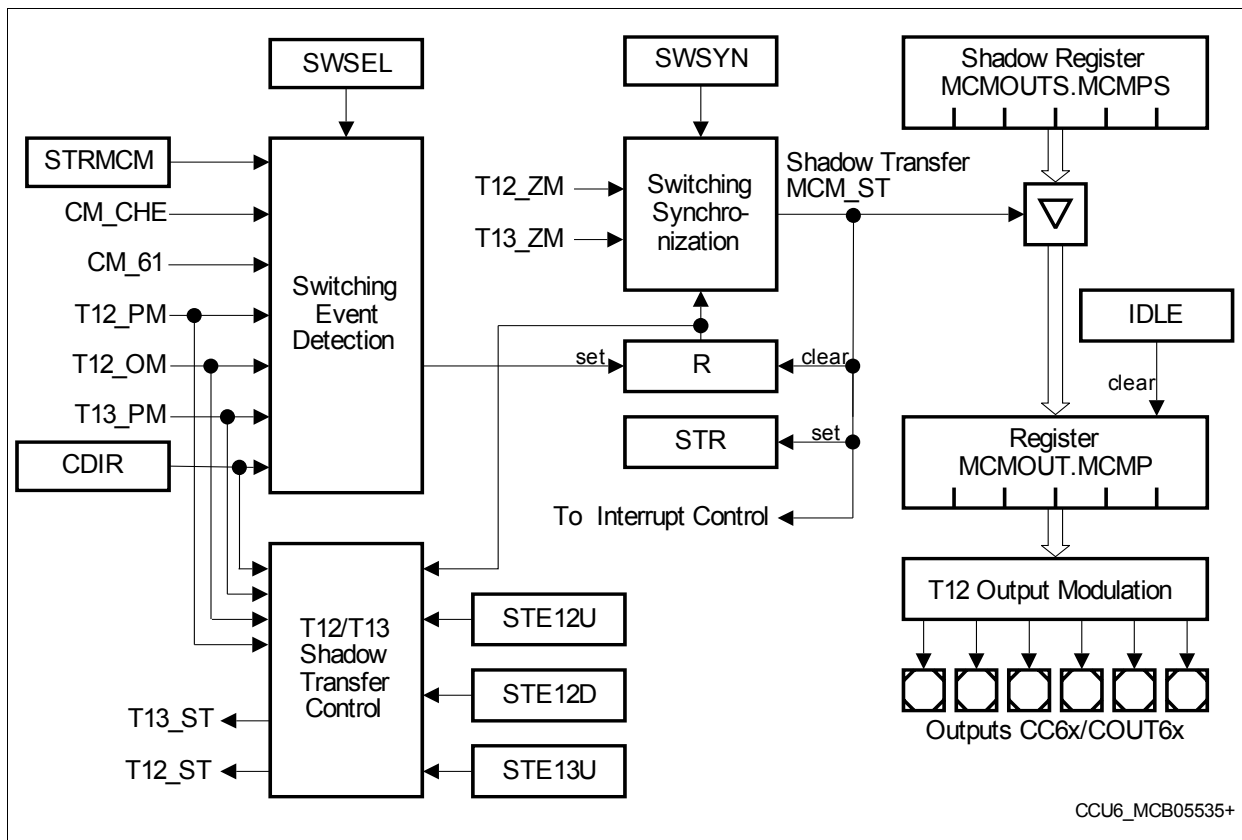 SWSEL
SWSYN
Shadow Register
MCMOUTS.MCMPS
STRMCM
CM_CHE
CM_61
T12_PM
T12_OM
T13_PM
CDIR
Switching
Event
Detection
T12_ZM
T13_ZM
Switching
Synchro-
nization
Shadow Transfer
MCM_ST
IDLE
set
R
clear
clear
STR
set
Register
MCMOUT.MCMP
To Interrupt Control
T12/T13
Shadow
Transfer
Control
STE12U
STE12D
STE13U
T13_ST
T12_ST
T12 Output Modulation
Outputs CC6x/COUT6x
CCU6_MCB05535+